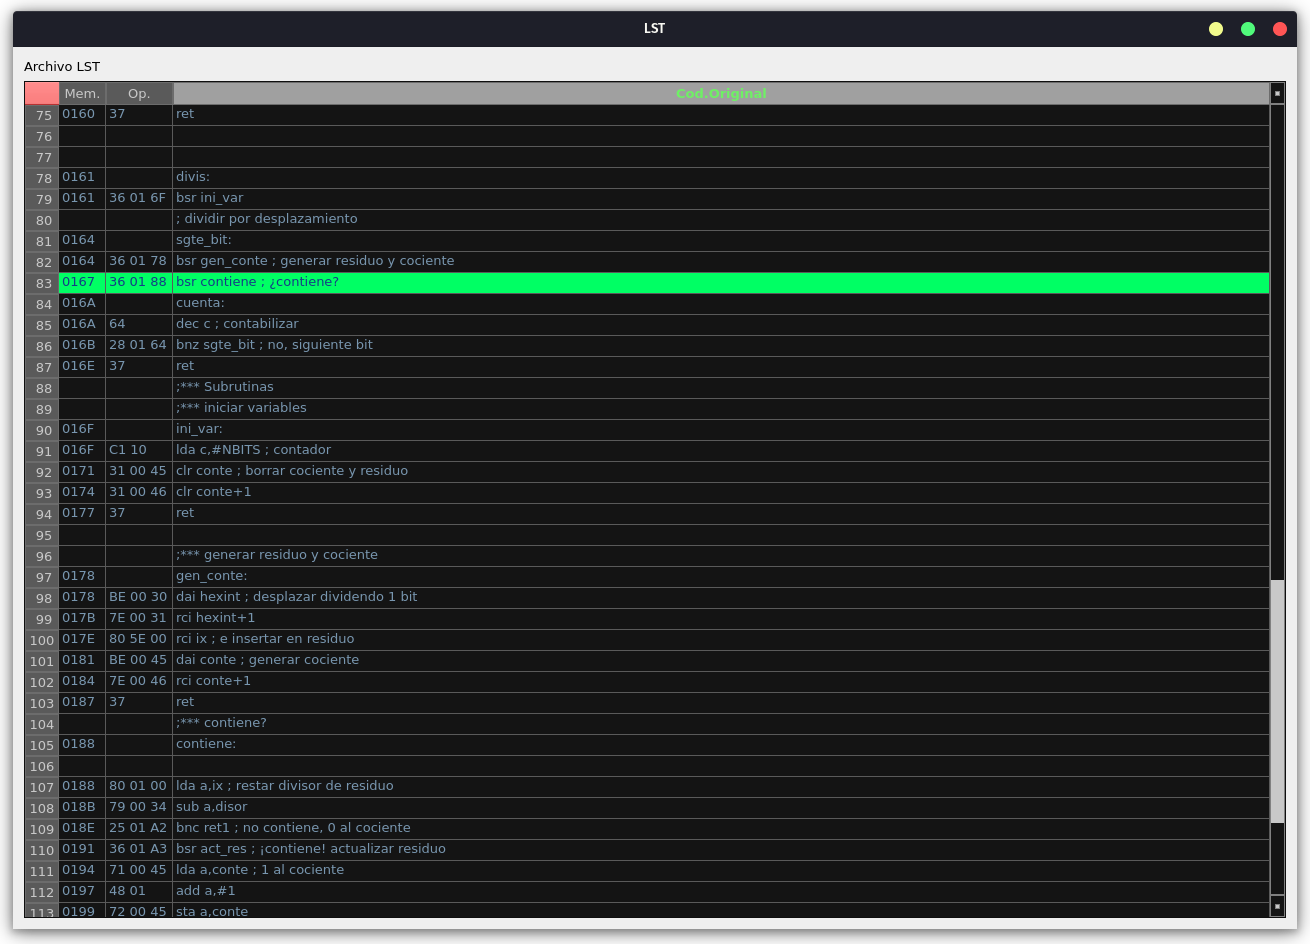 LST
Archivo LST
Mem. Op. Cod.Original
75 0160 37 ret
76
77
78 0161 divis:
79 0161 36 01 6F bsr ini_var
80 ; dividir por desplazamiento
81 0164 sgte_bit:
82 0164 36 01 78 bsr gen_conte ; generar residuo y cociente
83 0167 36 01 88 bsr contiene ; ¿contiene?
84 016A cuenta:
85 016A 64 dec c ; contabilizar
86 016B 28 01 64 bnz sgte_bit ; no, siguiente bit
87 016E 37 ret
88 ;*** Subrutinas
89 ;*** iniciar variables
90 016F ini_var:
91 016F C1 10 lda c,#NBITS ; contador
92 0171 31 00 45 clr conte ; borrar cociente y residuo
93 0174 31 00 46 clr conte+1
94 0177 37 ret
95
96 ;*** generar residuo y cociente
97 0178 gen_conte:
98 0178 BE 00 30 dai hexint ; desplazar dividendo 1 bit
99 017B 7E 00 31 rci hexint+1
100 017E 80 5E 00 rci ix ; e insertar en residuo
101 0181 BE 00 45 dai conte ; generar cociente
102 0184 7E 00 46 rci conte+1
103 0187 37 ret
104 ;*** contiene?
105 0188 contiene:
106
107 0188 80 01 00 lda a,ix ; restar divisor de residuo
108 018B 79 00 34 sub a,disor
109 018E 25 01 A2 bnc ret1 ; no contiene, 0 al cociente
110 0191 36 01 A3 bsr act_res ; ¡contiene! actualizar residuo
111 0194 71 00 45 lda a,conte ; 1 al cociente
112 0197 48 01 add a,#1
113 0199 72 00 45 sta a,conte